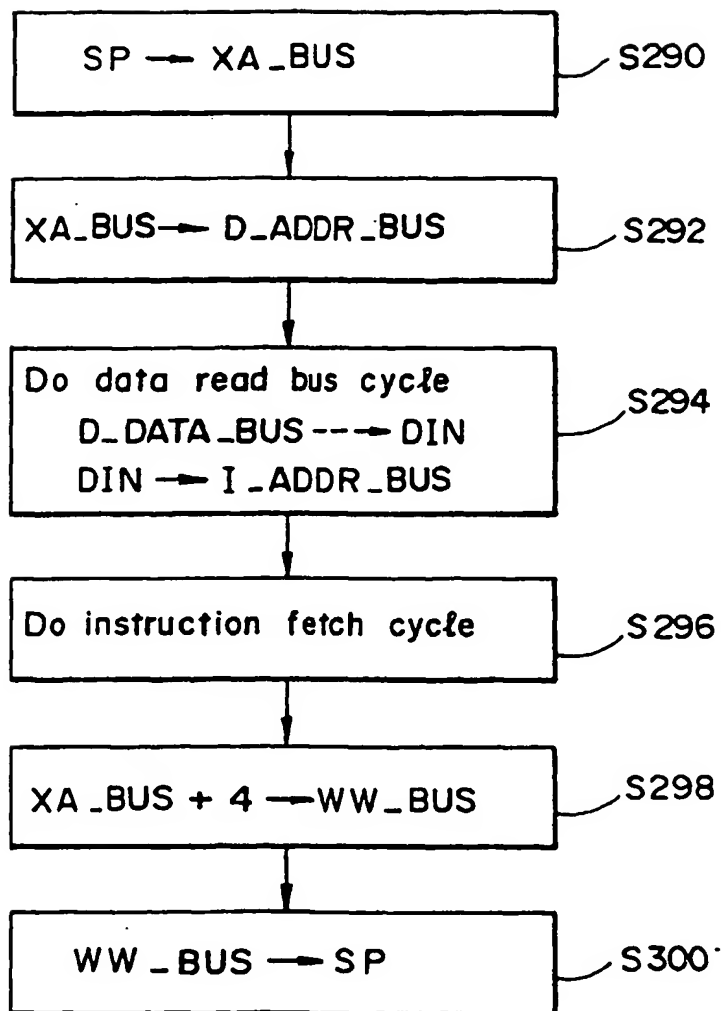 SP → XA_BUS
S290
XA_BUS → D_ADDR_BUS
S292
Do data read bus cycle
D_DATA_BUS ---→ DIN
DIN → I_ADDR_BUS
S294
Do instruction fetch cycle
S296
XA_BUS + 4 → WW_BUS
S298
WW_BUS → SP
S300